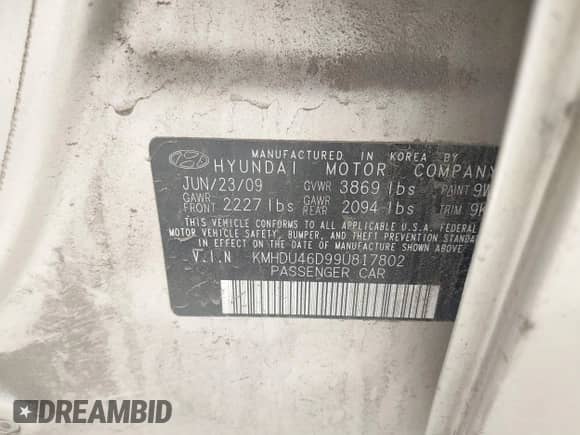 MANUFACTURED IN KOREA BY
HYUNDAI MOTOR COMPANY
JUN/23/09 GVWR 3869 lbs PAINT
GAWR FRONT 2227 lbs GAWR REAR 2094 lbs TRIM
THIS VEHICLE CONFORMS TO ALL APPLICABLE U.S.A. FEDERAL
MOTOR VEHICLE SAFETY, BUMPER, AND THEFT PREVENTION
IN EFFECT ON THE DATE OF MANUFACTURE SHOWN ABOVE
V.I.N KMHDU46D99U817802
PASSENGER CAR
DREAMBID